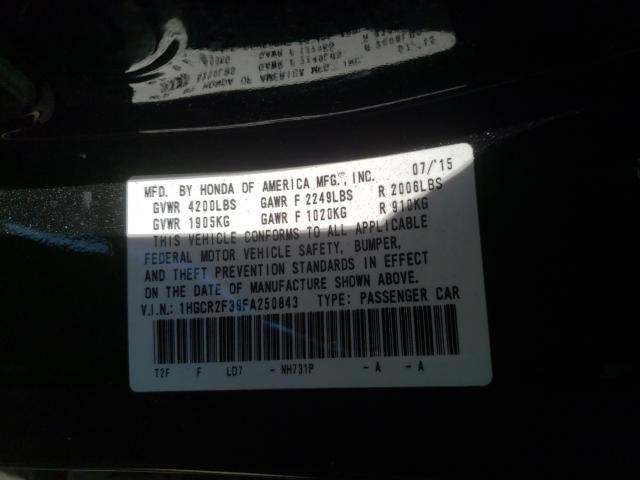 MFD. BY HONDA OF AMERICA MFG., INC. 07/'15
GVWR 4200LBS GAWR F 2249LBS R 2006LBS
GVWR 1905KG GAWR F 1020KG R 910KG
THIS VEHICLE CONFORMS TO ALL APPLICABLE
FEDERAL MOTOR VEHICLE SAFETY, BUMPER,
AND THEFT PREVENTION STANDARDS IN EFFECT
ON THE DATE OF MANUFACTURE SHOWN ABOVE.
V.I.N.: TYPE: PASSENGER CAR
T2F F LD7 - NH731P - A - A